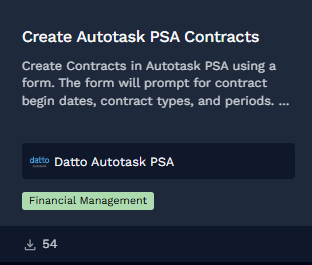 Create Autotask PSA Contracts
Create Contracts in Autotask PSA using a
form. The form will prompt for contract
begin dates, contract types, and periods. ...
datto Datto Autotask PSA
Financial Management
54